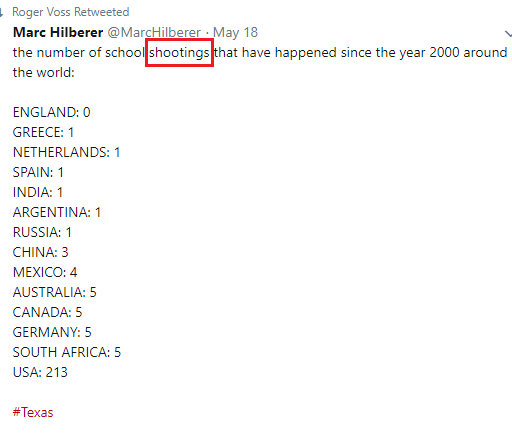 Roger Voss Retweeted
Marc Hilberer @MarcHilberer · May 18
the number of school shootings that have happened since the year 2000 around
the world:
ENGLAND: 0
GREECE: 1
NETHERLANDS: 1
SPAIN: 1
INDIA: 1
ARGENTINA: 1
RUSSIA: 1
CHINA: 3
MEXICO: 4
AUSTRALIA: 5
CANADA: 5
GERMANY: 5
SOUTH AFRICA: 5
USA: 213
#Texas